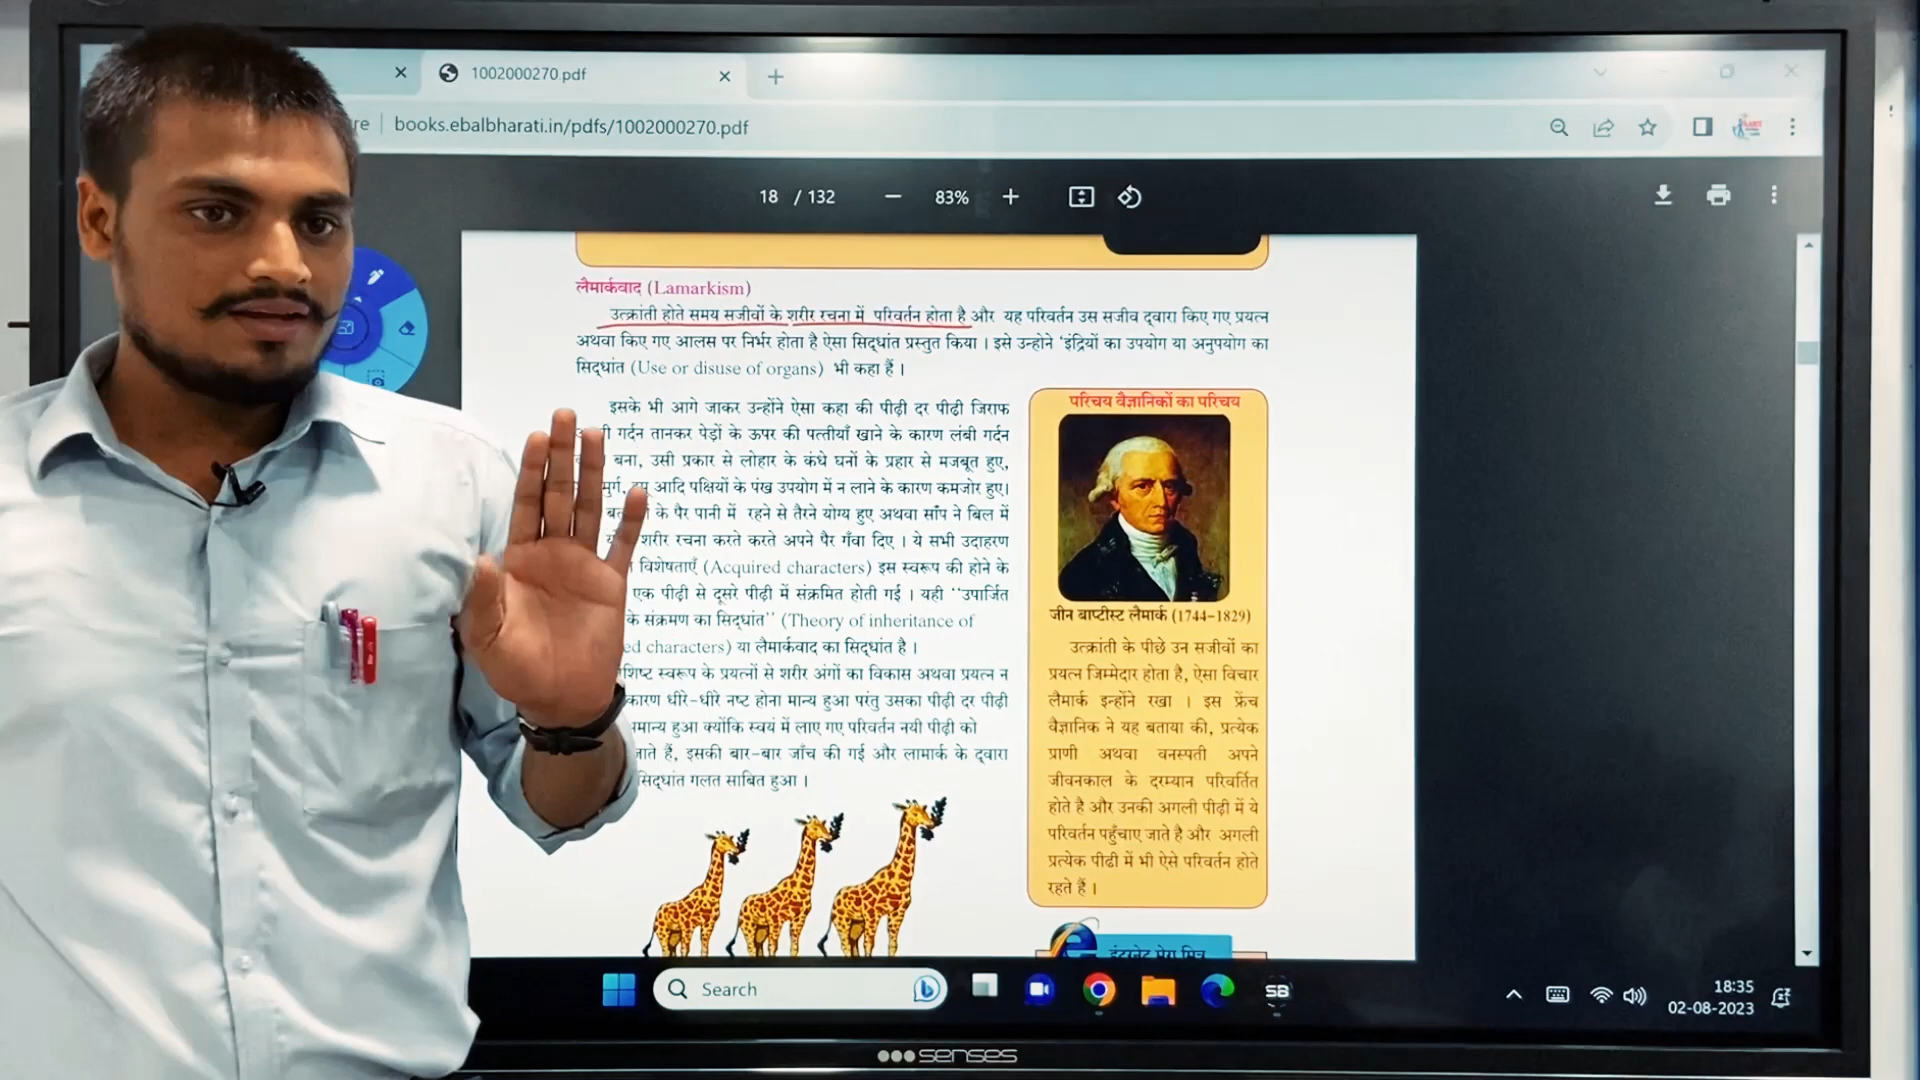 1002000270.pdf
re
books.ebalbharati.in/pdfs/1002000270.pdf
18 / 132
83%
लैमार्कवाद (Lamarkism)
उत्क्रांती होते समय सजीवों के शरीर रचना में परिवर्तन होता है और यह परिवर्तन उस सजीव द्वारा किए गए प्रयत्न
अथवा किए गए आलस पर निर्भर होता है ऐसा सिद्धांत प्रस्तुत किया । इसे उन्होने ‘इंद्रियों का उपयोग या अनुपयोग का
सिद्धांत (Use or disuse of organs) भी कहा हैं ।
इसके भी आगे जाकर उन्होंने ऐसा कहा की पीढ़ी दर पीढी जिराफ
गर्दन तानकर पेड़ों के ऊपर की पत्तीयाँ खाने के कारण लंबी गर्दन
बना, उसी प्रकार से लोहार के कंधे घनों के प्रहार से मजबूत हुए,
मुर्ग, आदि पक्षियों के पंख उपयोग में न लाने के कारण कमजोर हुए।
के पैर पानी में रहने से तैरने योग्य हुए अथवा साँप ने बिल में
शरीर रचना करते करते अपने पैर गँवा दिए । ये सभी उदाहरण
विशेषताएँ (Acquired characters) इस स्वरूप की होने के
एक पीढ़ी से दूसरे पीढ़ी में संक्रमित होती गई । यही ‘‘उपार्जित
के संक्रमण का सिद्धांत’’ (Theory of inheritance of
ed characters) या लैमार्कवाद का सिद्धांत है ।
शिष्ट स्वरूप के प्रयत्नों से शरीर अंगों का विकास अथवा प्रयत्न न
कारण धीरे-धीरे नष्ट होना मान्य हुआ परंतु उसका पीढ़ी दर पीढ़ी
मान्य हुआ क्योंकि स्वयं में लाए गए परिवर्तन नयी पीढ़ी को
जाते हैं, इसकी बार-बार जाँच की गई और लामार्क के द्वारा
सिद्धांत गलत साबित हुआ ।
परिचय वैज्ञानिकों का परिचय
जीन बाप्टीस्ट लैमार्क (1744-1829)
उत्क्रांती के पीछे उन सजीवों का
प्रयत्न जिम्मेदार होता है, ऐसा विचार
लैमार्क इन्होंने रखा । इस फ्रेंच
वैज्ञानिक ने यह बताया की, प्रत्येक
प्राणी अथवा वनस्पती अपने
जीवनकाल के दरम्यान परिवर्तित
होते है और उनकी अगली पीढ़ी में ये
परिवर्तन पहुँचाए जाते है और अगली
प्रत्येक पीढी में भी ऐसे परिवर्तन होते
रहते हैं ।
इंटरनेट मेरा मित्र
Search
SB
18:35
02-08-2023
senses